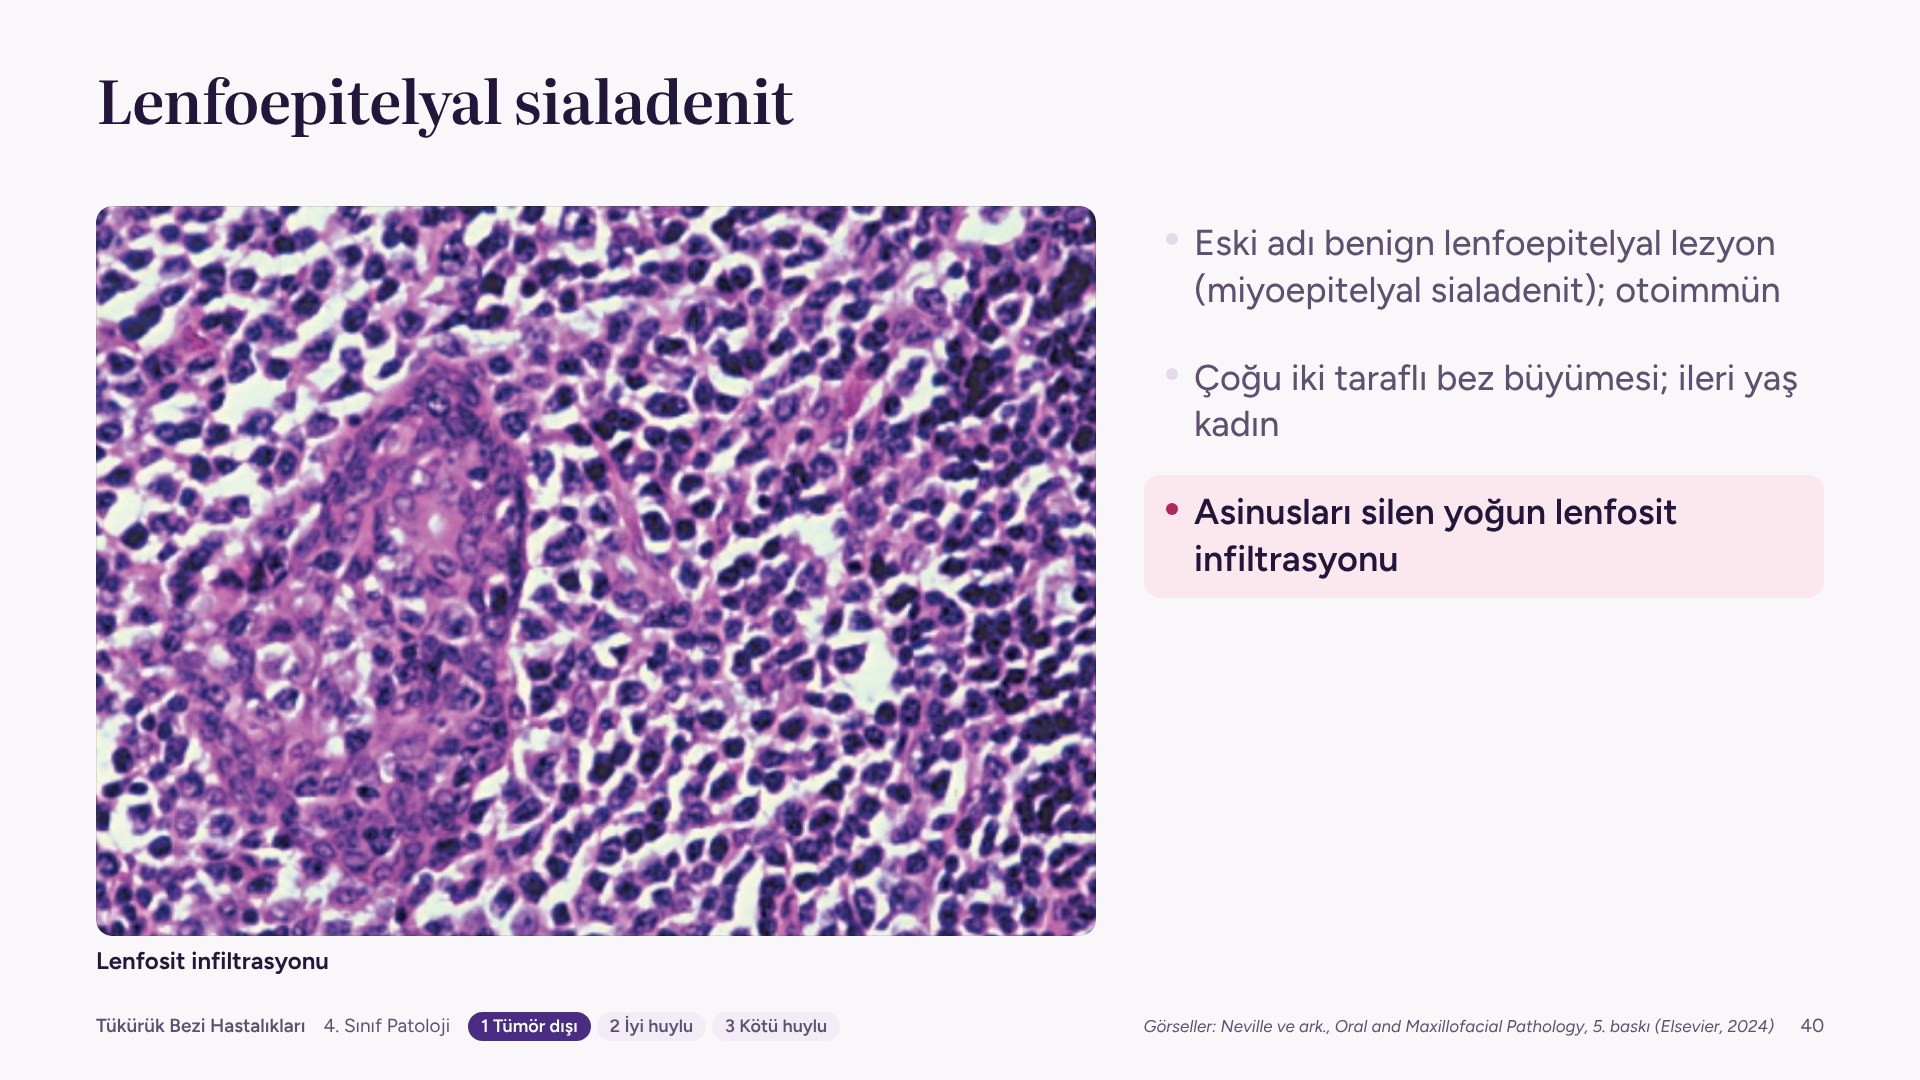 Lenfoepitelyal sialadenit
Eski adı benign lenfoepitelyal lezyon
(miyoepitelyal sialadenit); otoimmün
Çoğu iki taraflı bez büyümesi; ileri yaş
kadın
Asinusları silen yoğun lenfosit
infiltrasyonu
Lenfosit infiltrasyonu
Tükürük Bezi Hastalıkları 4. Sınıf Patoloji 1 Tümör dışı 2 İyi huylu 3 Kötü huylu
Görseller: Neville ve ark., Oral and Maxillofacial Pathology, 5. baskı (Elsevier, 2024) 40